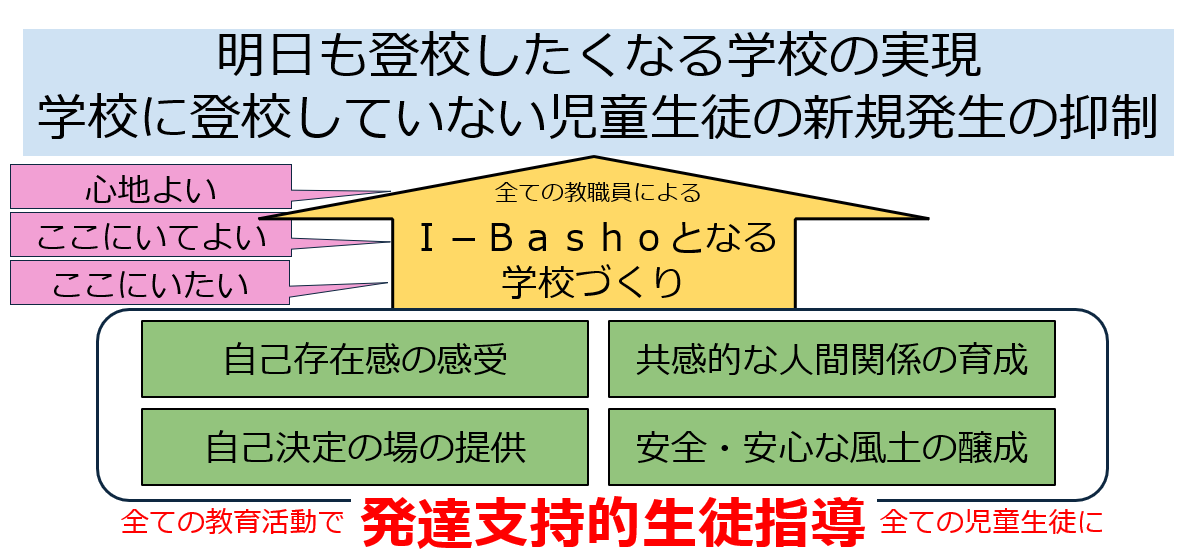 明日も登校したくなる学校の実現
学校に登校していない児童生徒の新規発生の抑制
心地よい
ここにいてよい
ここにいたい
全ての教職員による
Ｉ－Ｂａｓｈｏとなる
学校づくり
自己存在感の感受
共感的な人間関係の育成
自己決定の場の提供
安全・安心な風土の醸成
全ての教育活動で 発達支持的生徒指導 全ての児童生徒に